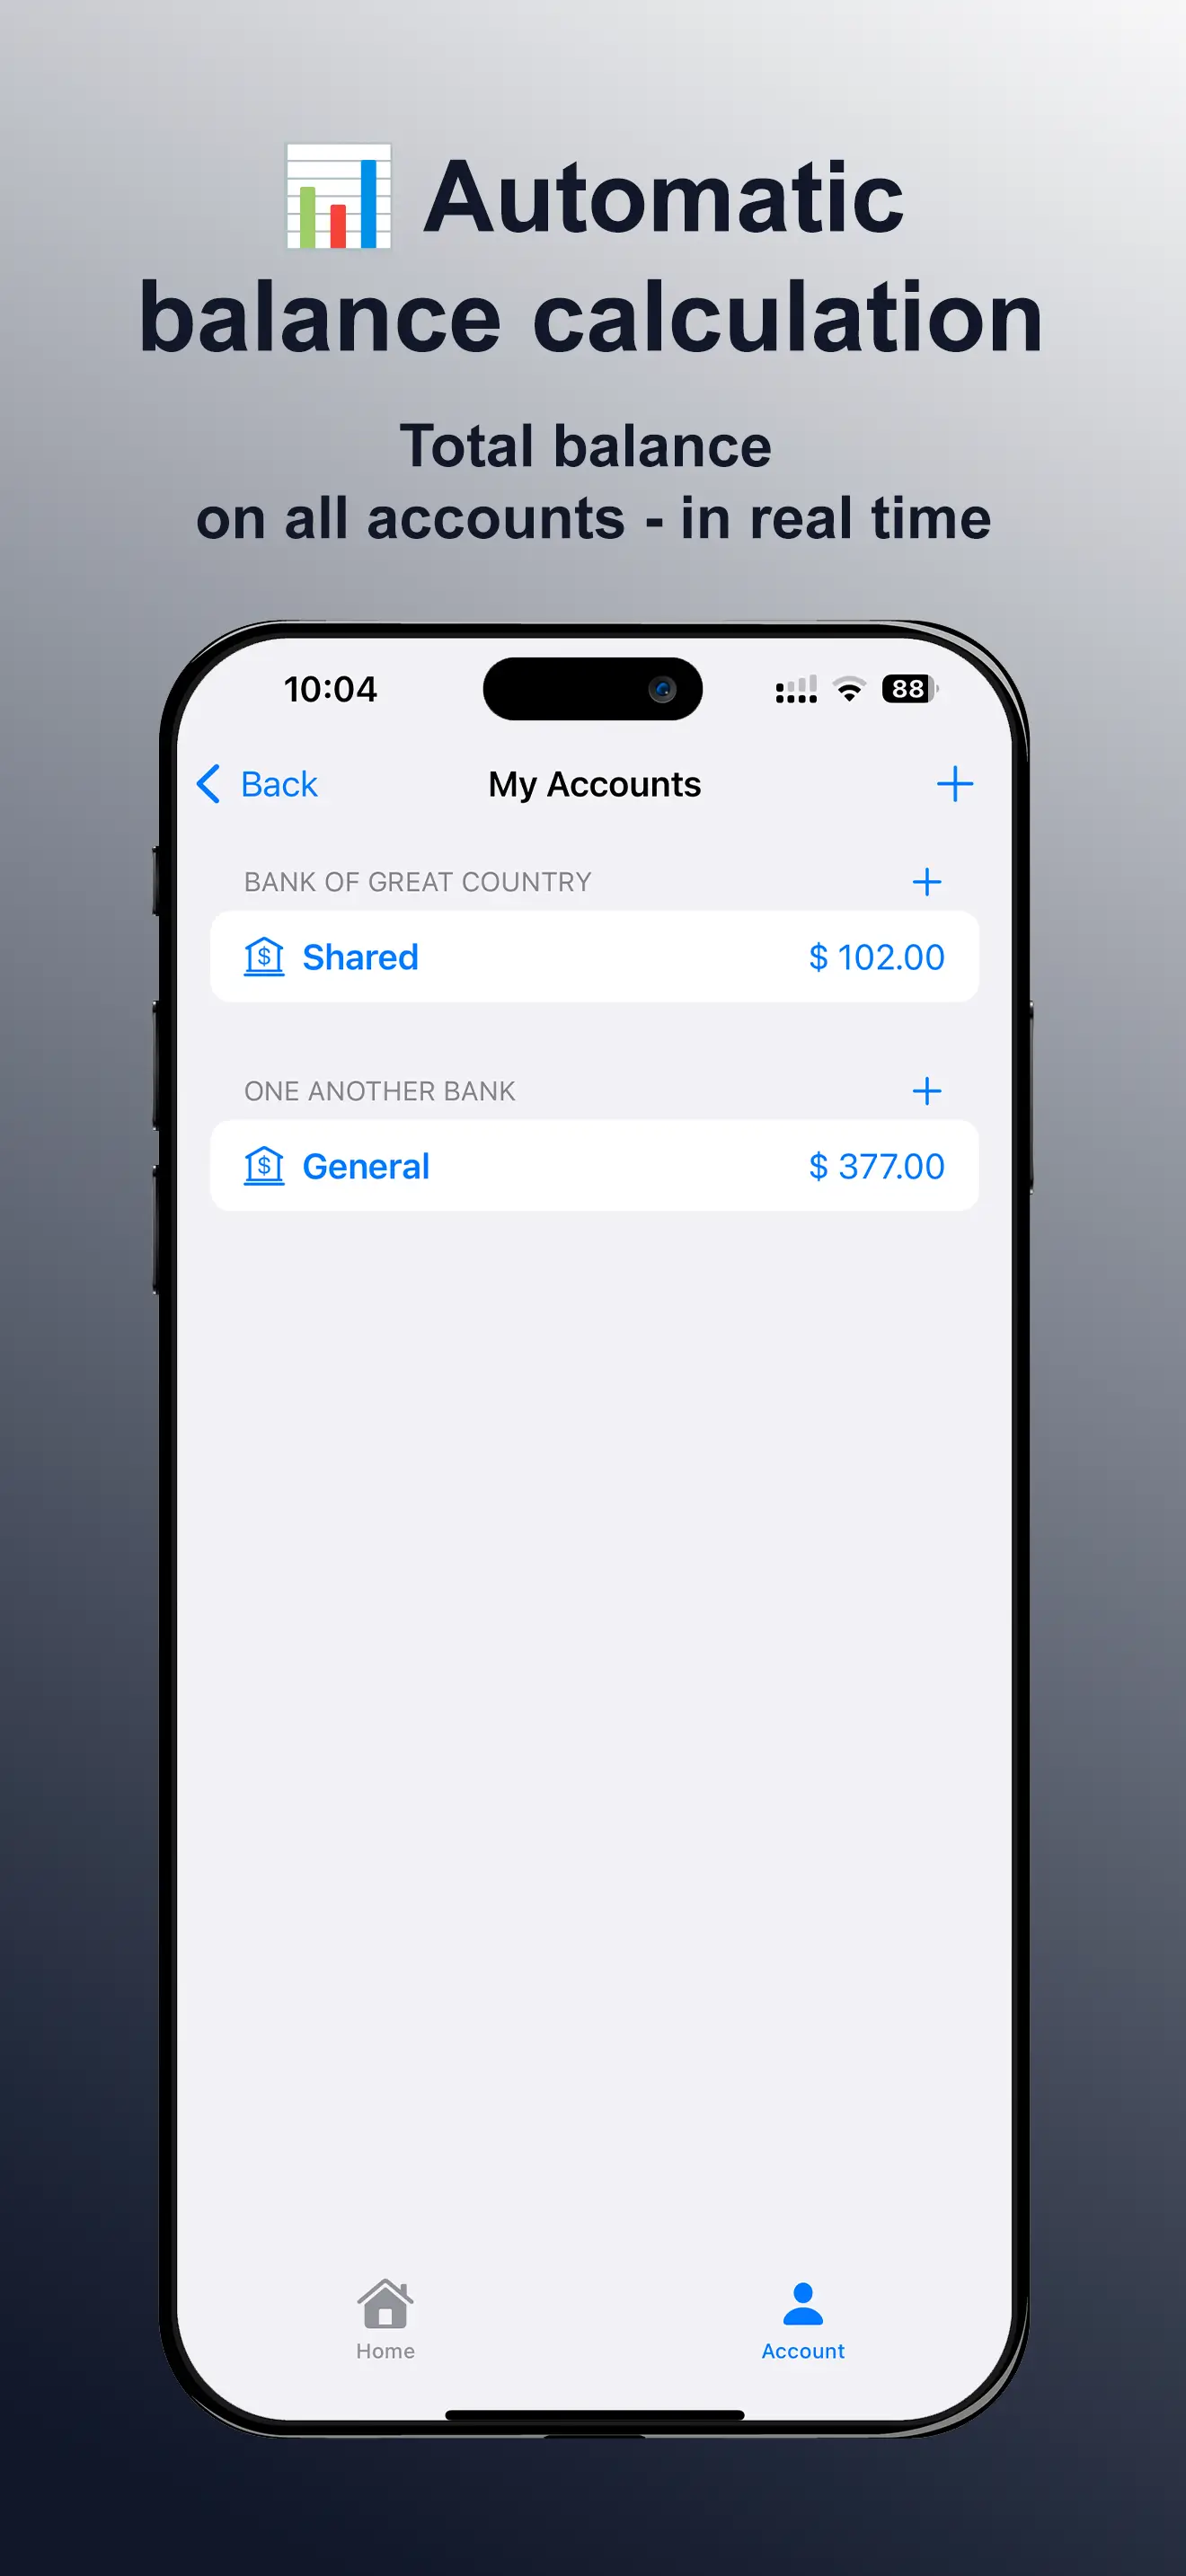 📊 Automatic
balance calculation
Total balance
on all accounts - in real time
10:04 88
Back My Accounts
BANK OF GREAT COUNTRY
Shared $ 102.00
ONE ANOTHER BANK
General $ 377.00
Home Account